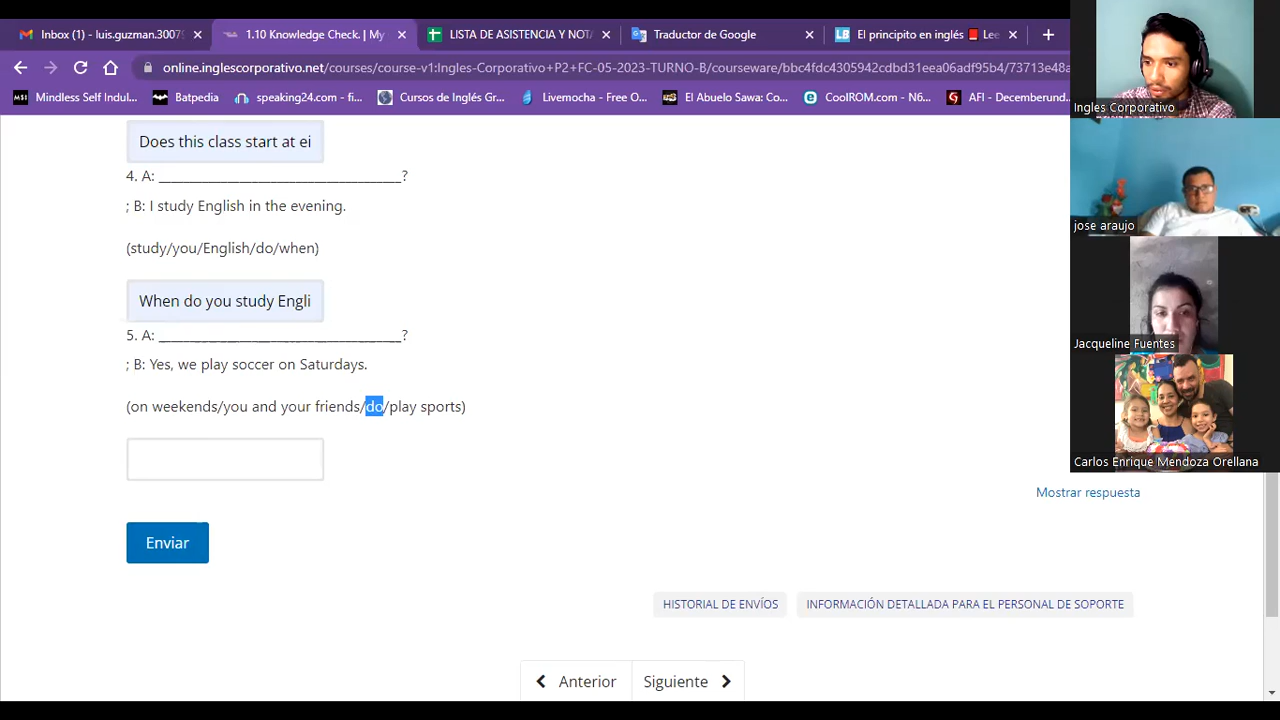 Inbox (1) - luis.guzman.30079
1.10 Knowledge Check. | My
LISTA DE ASISTENCIA Y NOTA
Traductor de Google
El principito en inglés
Lee
online.inglescorporativo.net/courses/course-v1:Ingles-Corporativo+P2+FC-05-2023-TURNO-B/courseware/bbc4fdc4305942cdbd31eea06adf95b4/73713e48a
Mindless Self Indul...
Batpedia
speaking24.com - fi...
Cursos de Inglés Gr...
Livemocha - Free O...
El Abuelo Sawa: Co...
CoolROM.com - N6...
AFI - Decemberund...
Does this class start at ei
4. A: ___________________________________?
; B: I study English in the evening.
(study/you/English/do/when)
When do you study Engli
5. A: ___________________________________?
; B: Yes, we play soccer on Saturdays.
(on weekends/you and your friends/do/play sports)
Mostrar respuesta
Enviar
HISTORIAL DE ENVÍOS
INFORMACIÓN DETALLADA PARA EL PERSONAL DE SOPORTE
Anterior
Siguiente
Ingles Corporativo
jose araujo
Jacqueline Fuentes
Carlos Enrique Mendoza Orellana